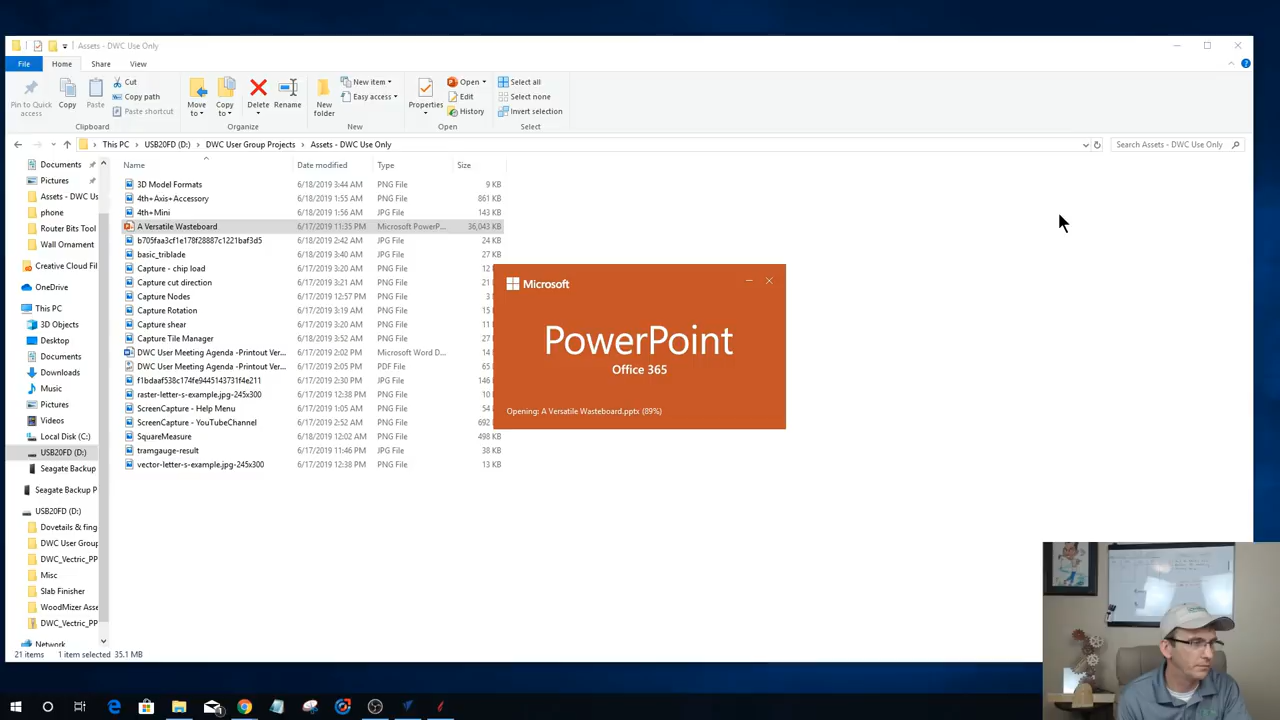 Assets - DWC Use Only
File Home Share View
Pin to Quick access
Copy
Paste
Cut
Copy path
Paste shortcut
Clipboard
Move to
Copy to
Delete
Rename
Organize
New folder
New item
Easy access
New
Properties
Open
Edit
History
Open
Select all
Select none
Invert selection
Select
This PC USB20FD (D:) DWC User Group Projects Assets - DWC Use Only
Search Assets - DWC Use Only
Documents
Pictures
Assets - DWC Us
phone
Router Bits Tool
Wall Ornament
Creative Cloud Fil
OneDrive
This PC
3D Objects
Desktop
Documents
Downloads
Music
Pictures
Videos
Local Disk (C:)
USB20FD (D:)
Seagate Backup
Seagate Backup P
USB20FD (D:)
Dovetails & fing
DWC User Group
DWC_Vectric_PP
Misc
Slab Finisher
WoodMizer Asse
DWC_Vectric_PP
Network
Name Date modified Type Size
3D Model Formats 6/18/2019 3:44 AM PNG File 9 KB
4th+Axis+Accessory 6/18/2019 1:55 AM PNG File 861 KB
4th+Mini 6/18/2019 1:56 AM JPG File 143 KB
A Versatile Wasteboard 6/17/2019 11:35 PM Microsoft PowerP... 36,043 KB
b705faa3cf1e178f28887c1221baf3d5 6/18/2019 2:42 AM JPG File 24 KB
basic_triblade 6/18/2019 3:40 AM JPG File 27 KB
Capture - chip load 6/17/2019 3:20 AM PNG File 12
Capture cut direction 6/17/2019 3:21 AM PNG File 21
Capture Nodes 6/17/2019 12:57 PM PNG File 3
Capture Rotation 6/17/2019 3:19 AM PNG File 15
Capture shear 6/17/2019 3:20 AM PNG File 11
Capture Tile Manager 6/18/2019 3:52 AM PNG File 27
DWC User Meeting Agenda -Printout Ver... 6/17/2019 2:02 PM Microsoft Word D... 14
DWC User Meeting Agenda -Printout Ver... 6/17/2019 2:05 PM PDF File 65
f1bdaaf538c174fe9445143731f4e211 6/17/2019 2:30 PM JPG File 146
raster-letter-s-example.jpg-245x300 6/17/2019 12:38 PM PNG File 10
ScreenCapture - Help Menu 6/17/2019 1:05 AM PNG File 54
ScreenCapture - YouTubeChannel 6/17/2019 2:52 AM PNG File 692
SquareMeasure 6/18/2019 12:02 AM PNG File 498 KB
tramgauge-result 6/17/2019 11:46 PM JPG File 38 KB
vector-letter-s-example.jpg-245x300 6/17/2019 12:38 PM PNG File 13 KB
Microsoft
PowerPoint
Office 365
Opening: A Versatile Wasteboard.pptx (89%)
21 items 1 item selected 35.1 MB